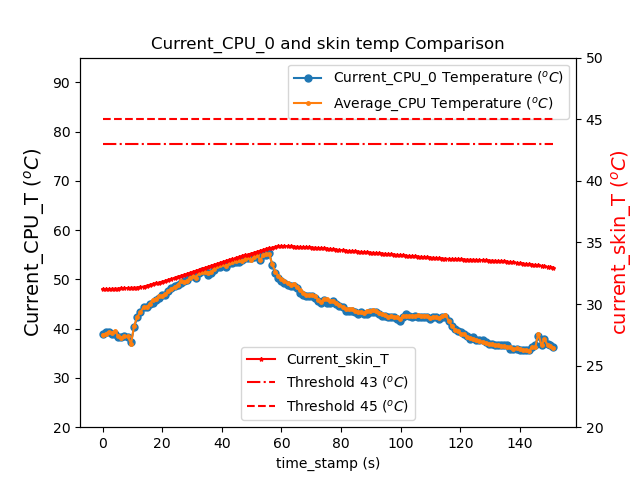 Current_CPU_0 and skin temp Comparison
Current_CPU_0 Temperature (°C)
Average_CPU Temperature (°C)
90
80
70
60
50
40
30
20
Current_CPU_T (°C)
50
45
40
35
30
25
20
current_skin_T (°C)
Current_skin_T
Threshold 43 (°C)
Threshold 45 (°C)
0 20 40 60 80 100 120 140
time_stamp (s)